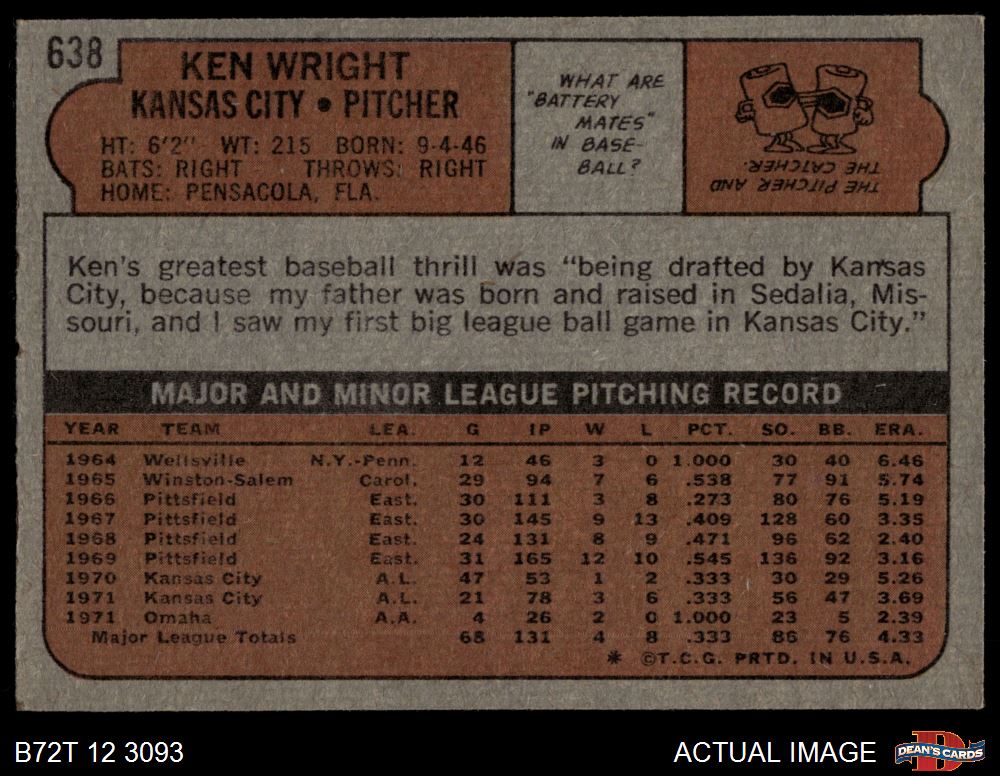 638
KEN WRIGHT
KANSAS CITY • PITCHER
HT: 6'2" WT: 215 BORN: 9-4-46
BATS: RIGHT THROWS: RIGHT
HOME: PENSACOLA, FLA.
WHAT ARE
"BATTERY
MATES"
IN BASE-
BALL?
THE PITCHER AND
THE CATCHER.
Ken's greatest baseball thrill was "being drafted by Kansas
City, because my father was born and raised in Sedalia, Mis-
souri, and I saw my first big league ball game in Kansas City."
MAJOR AND MINOR LEAGUE PITCHING RECORD
YEAR TEAM LEA. G IP W L PCT. SO. BB. ERA.
1964 Wellsville N.Y.-Penn. 12 46 3 0 1.000 30 40 6.46
1965 Winston-Salem Carol. 29 94 7 6 .538 77 91 5.74
1966 Pittsfield East. 30 111 3 8 .273 80 76 5.19
1967 Pittsfield East. 30 145 9 13 .409 128 60 3.35
1968 Pittsfield East. 24 131 8 9 .471 96 62 2.40
1969 Pittsfield East. 31 165 12 10 .545 136 92 3.16
1970 Kansas City A.L. 47 53 1 2 .333 30 29 5.26
1971 Kansas City A.L. 21 78 3 6 .333 56 47 3.69
1971 Omaha A.A. 4 26 2 0 1.000 23 5 2.39
Major League Totals 68 131 4 8 .333 86 76 4.33
* ©T.C.G. PRTD. IN U.S.A.
B72T 12 3093
ACTUAL IMAGE
DEAN'S CARDS